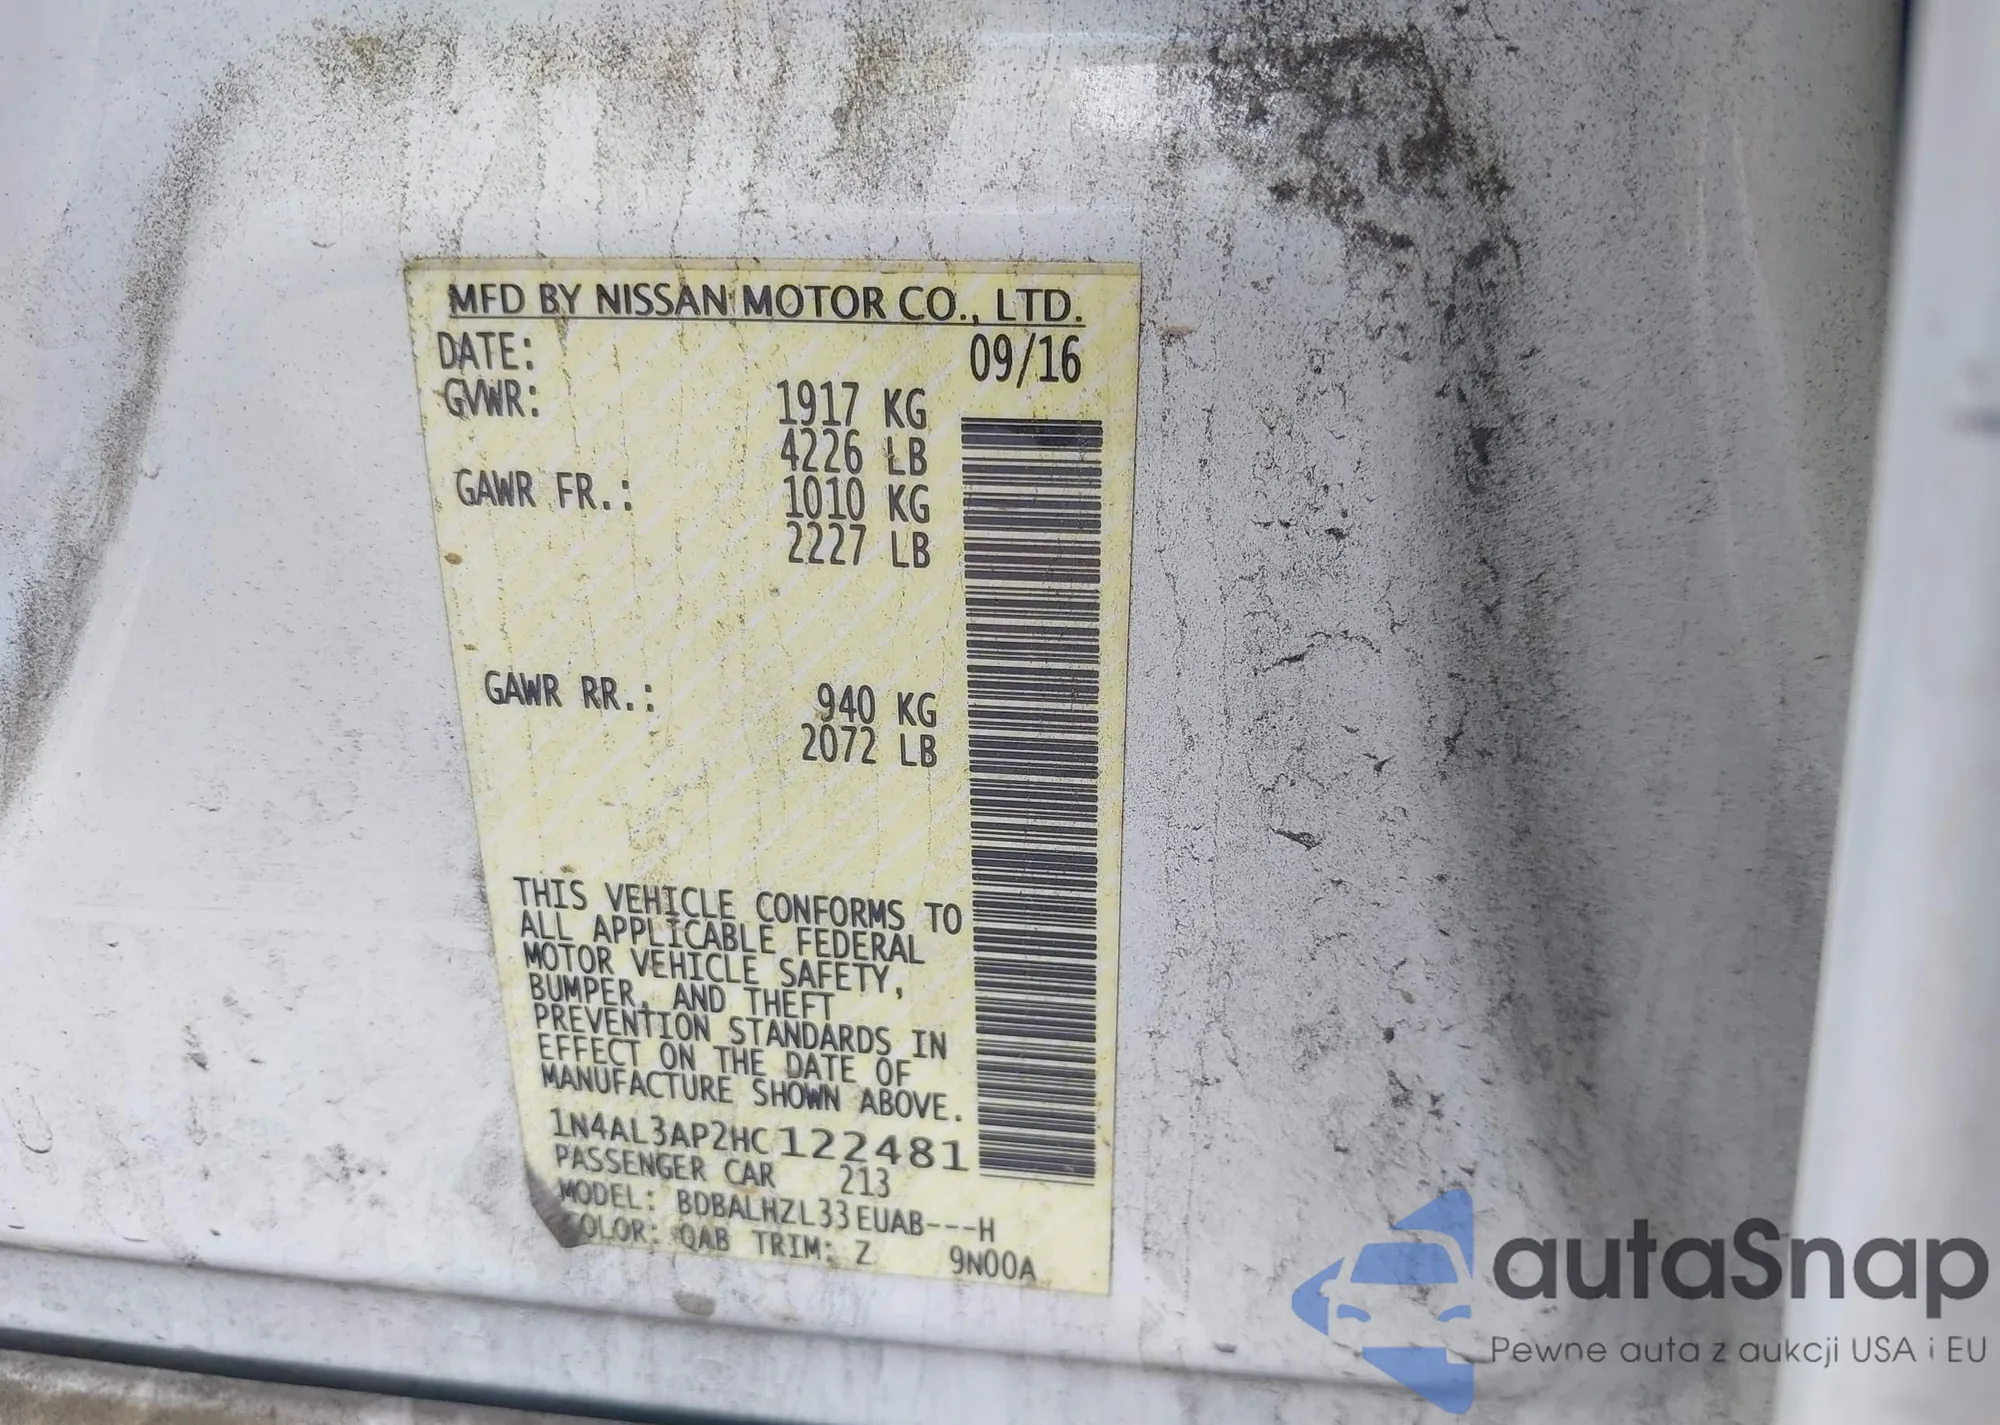 MFD BY NISSAN MOTOR CO., LTD.
DATE: 09/16
GVWR: 1917 KG
4226 LB
GAWR FR.: 1010 KG
2227 LB
GAWR RR.: 940 KG
2072 LB
THIS VEHICLE CONFORMS TO
ALL APPLICABLE FEDERAL
MOTOR VEHICLE SAFETY,
BUMPER, AND THEFT
PREVENTION STANDARDS IN
EFFECT ON THE DATE OF
MANUFACTURE SHOWN ABOVE.
1N4AL3AP2HC122481
PASSENGER CAR 213
MODEL: BDBALHZL33EUAB---H
COLOR: QAB TRIM: Z 9N00A
autaSnap
Pewne auta z aukcji USA i EU